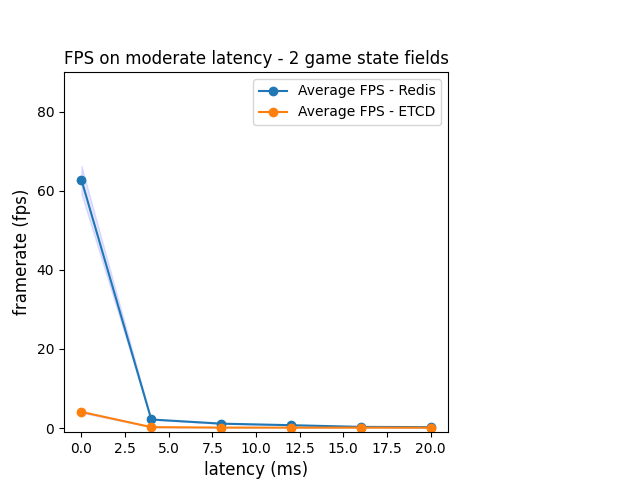 FPS on moderate latency - 2 game state fields
Average FPS - Redis
Average FPS - ETCD
80
60
40
20
0
framerate (fps)
0.0 2.5 5.0 7.5 10.0 12.5 15.0 17.5 20.0
latency (ms)